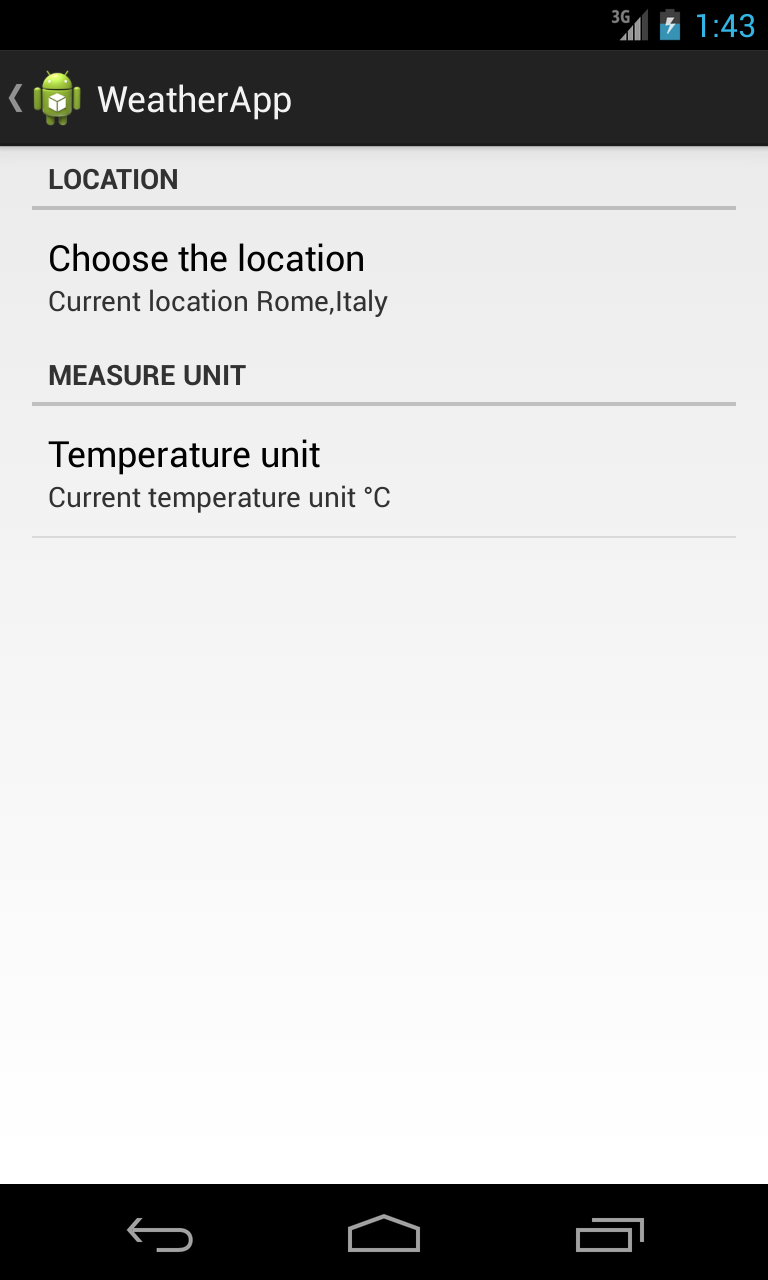 3G 1:43
WeatherApp
LOCATION
Choose the location
Current location Rome,Italy
MEASURE UNIT
Temperature unit
Current temperature unit °C